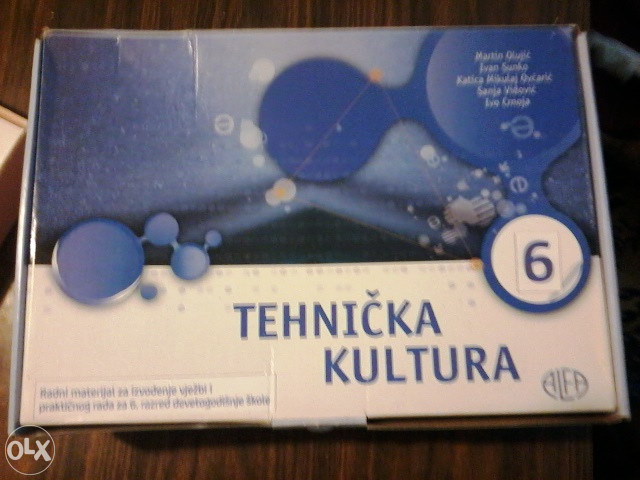 Martin Olujić
Ivan Sunko
Katica Mikulaj Ovčarić
Sanja Vidović
Ivo Crnoja
e
e
e
6
TEHNIČKA
KULTURA
Radni materijal za izvođenje vježbi i
praktičnog rada za 6. razred devetogodišnje škole
ALFA
OLX